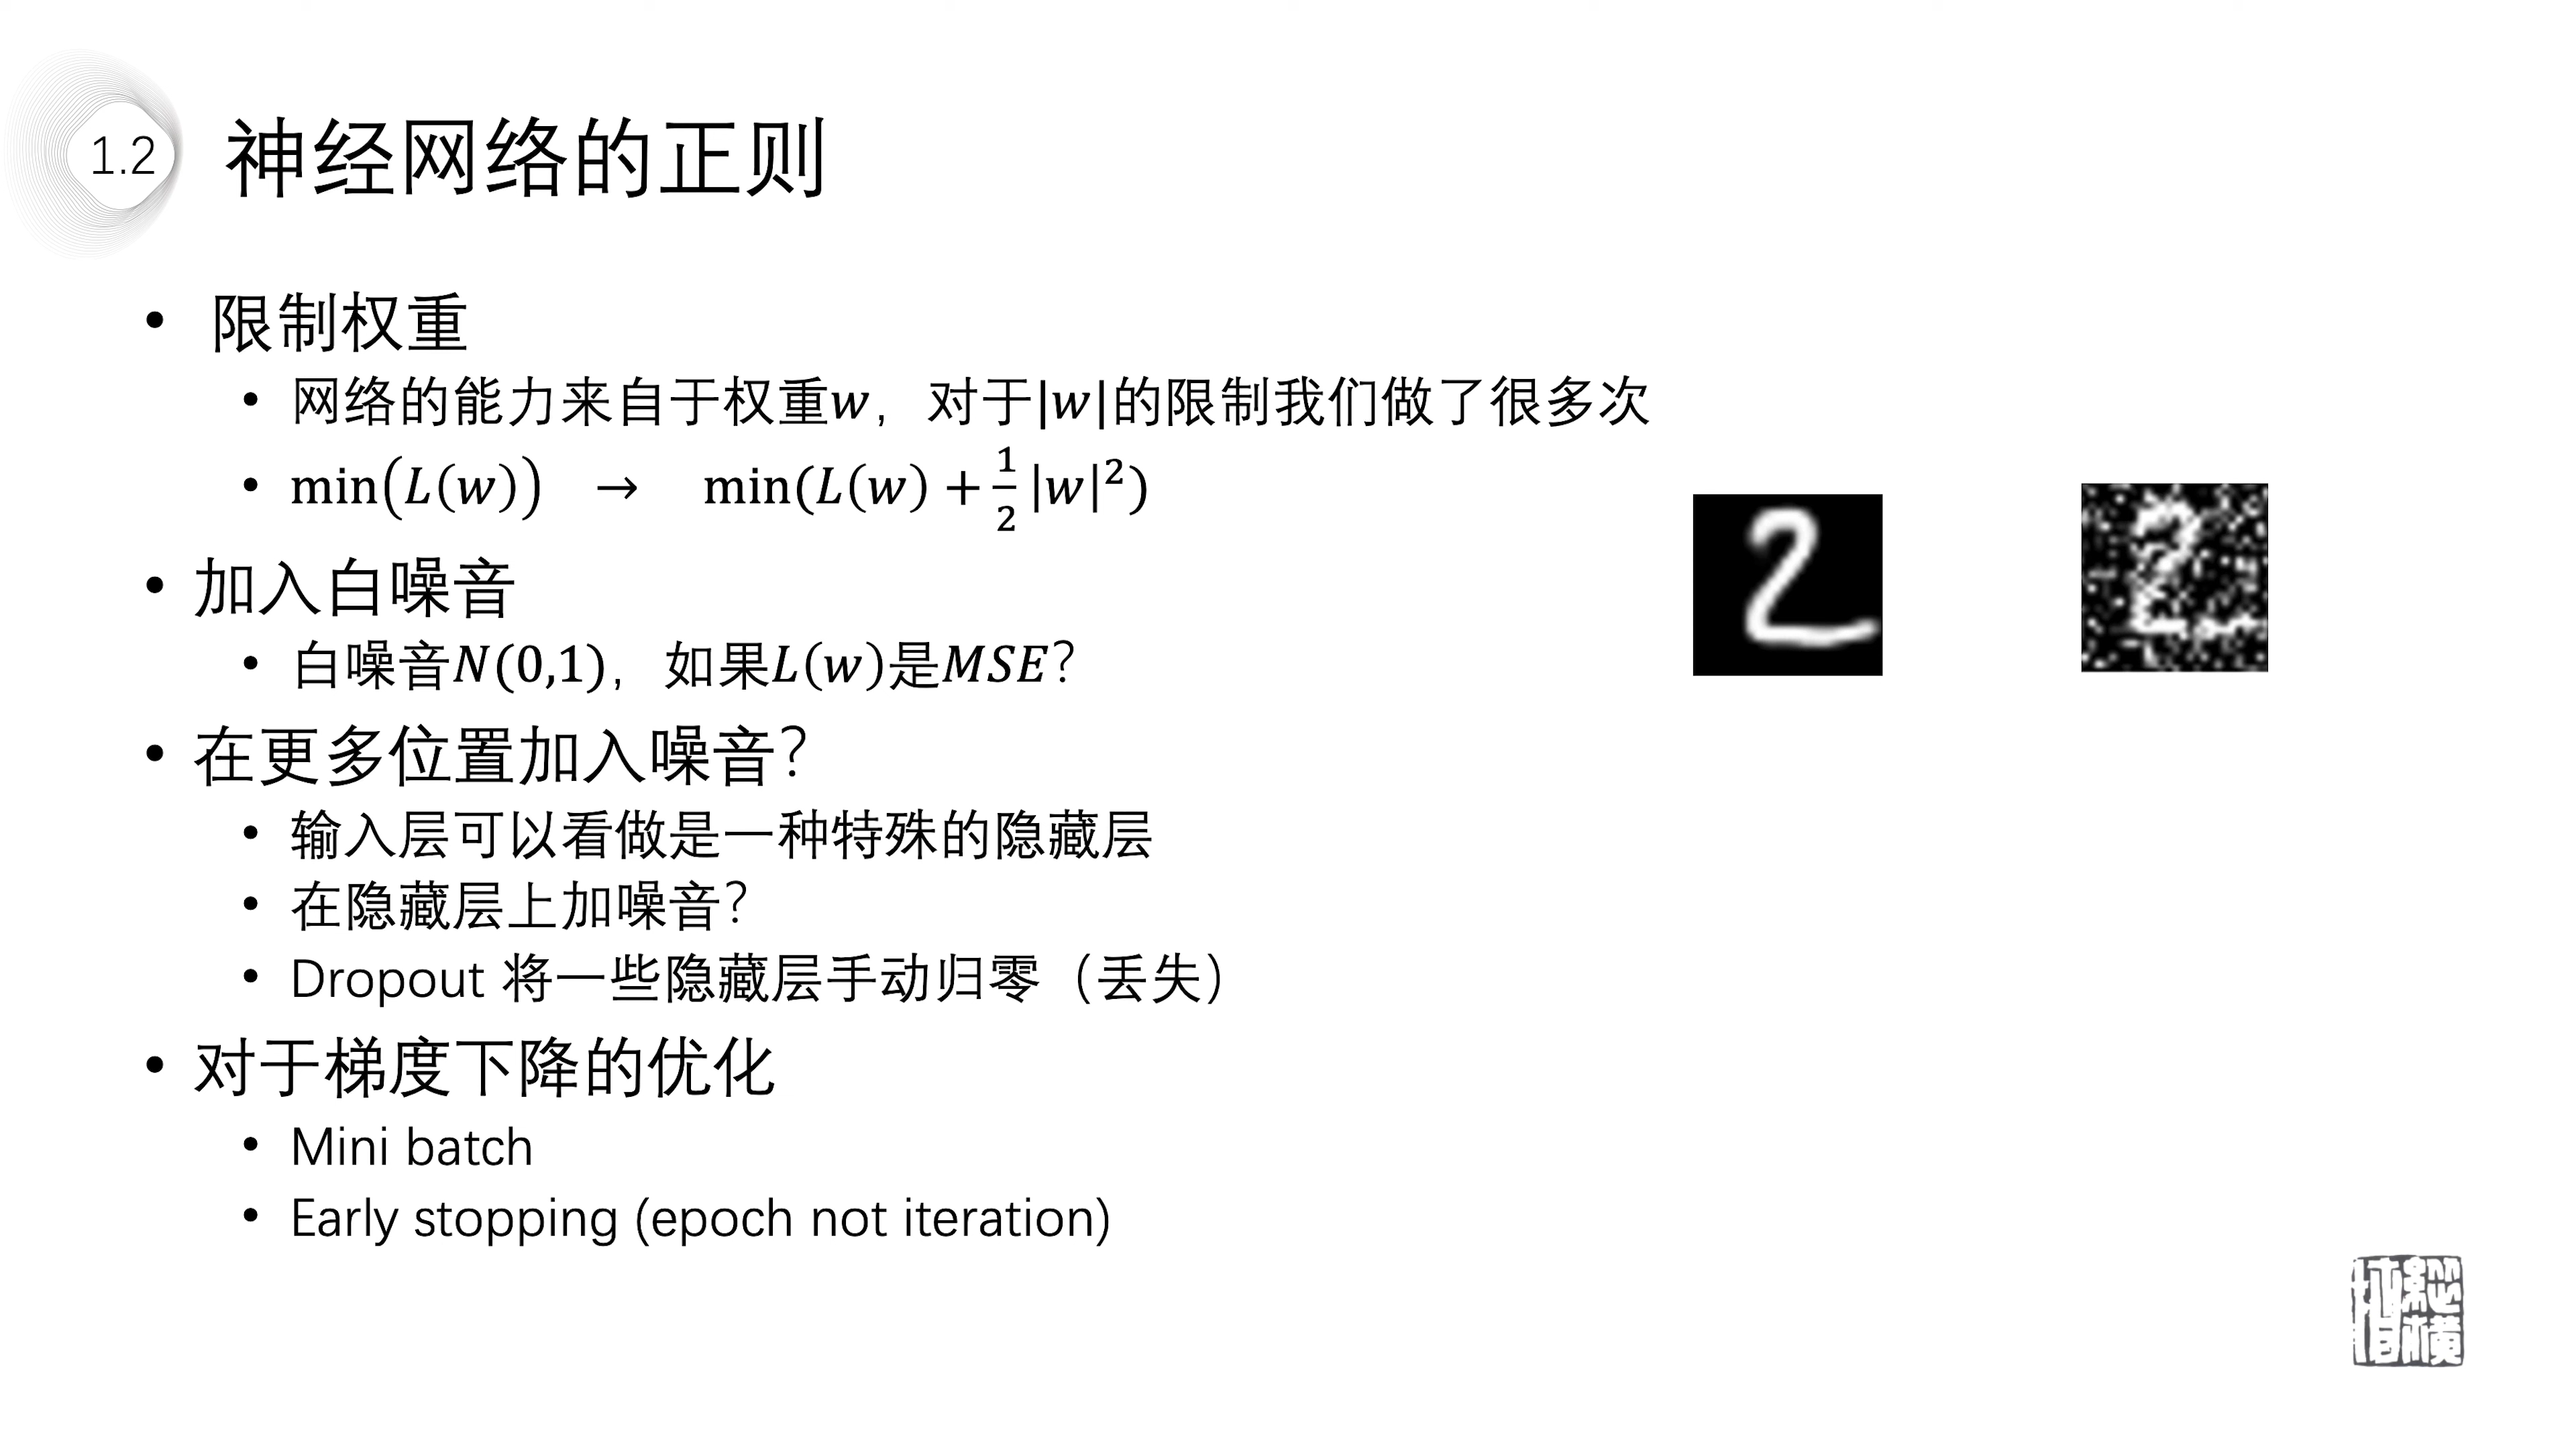 1.2
神经网络的正则
• 限制权重
• 网络的能力来自于权重w，对于|w|的限制我们做了很多次
• min(L(w)) → min(L(w) + 1/2 |w|²)
• 加入白噪音
• 白噪音N(0,1)，如果L(w)是MSE？
• 在更多位置加入噪音？
• 输入层可以看做是一种特殊的隐藏层
• 在隐藏层上加噪音？
• Dropout 将一些隐藏层手动归零（丢失）
• 对于梯度下降的优化
• Mini batch
• Early stopping (epoch not iteration)
2
2